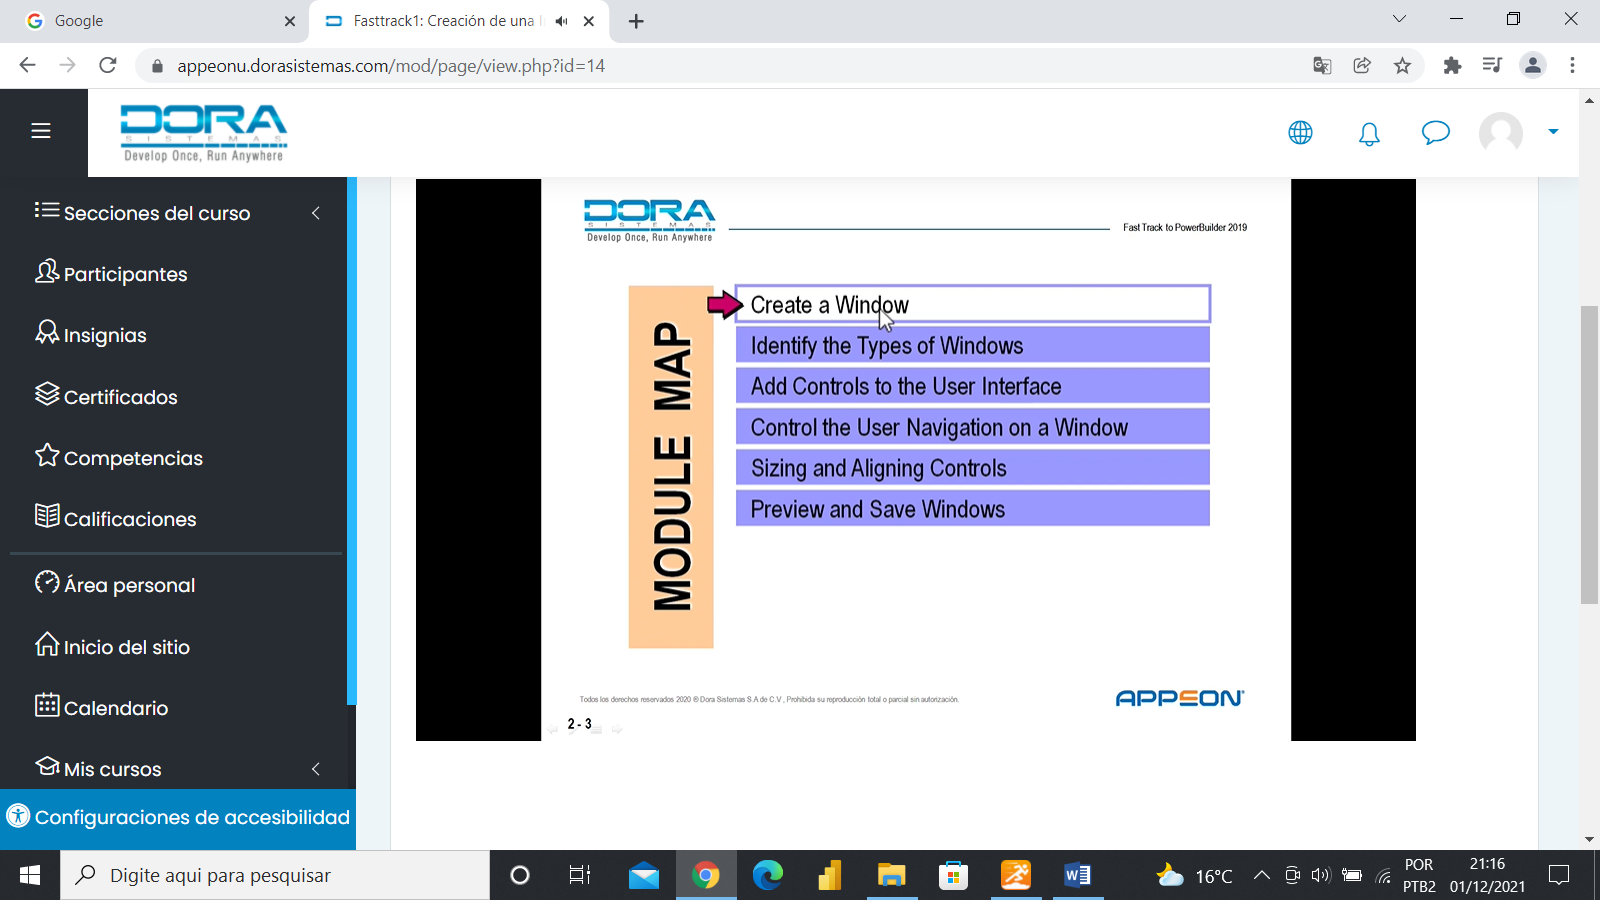 Google
Fasttrack1: Creación de una I
appeonu.dorasistemas.com/mod/page/view.php?id=14
DORA
SISTEMAS
Develop Once, Run Anywhere
Secciones del curso
Participantes
Insignias
Certificados
Competencias
Calificaciones
Área personal
Inicio del sitio
Calendario
Mis cursos
Configuraciones de accesibilidad
DORA
SISTEMAS
Develop Once, Run Anywhere
Fast Track to PowerBuilder 2019
MODULE MAP
Create a Window
Identify the Types of Windows
Add Controls to the User Interface
Control the User Navigation on a Window
Sizing and Aligning Controls
Preview and Save Windows
Todos los derechos reservados 2020 ® Dora Sistemas S.A de C.V , Prohibida su reproducción total o parcial sin autorización.
APPEON
2 - 3
Digite aqui para pesquisar
16°C
POR
PTB2
21:16
01/12/2021